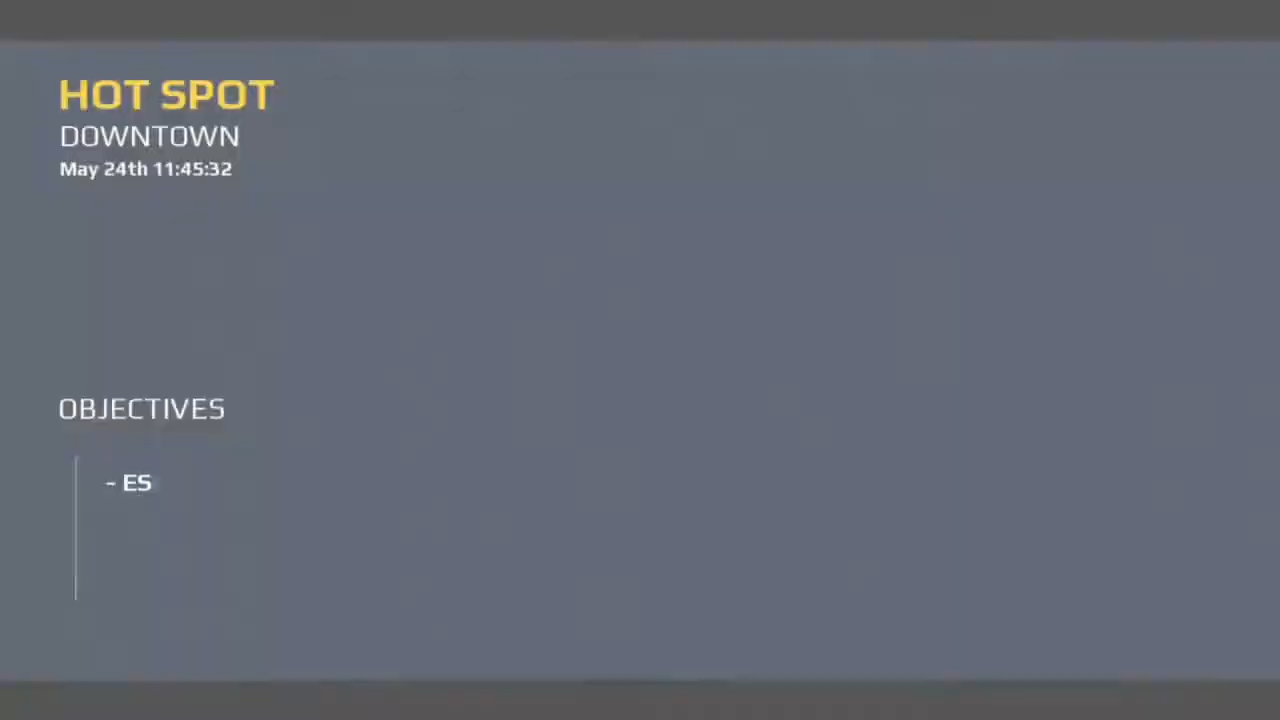 HOT SPOT
DOWNTOWN
May 24th 11:45:32
OBJECTIVES
- ES